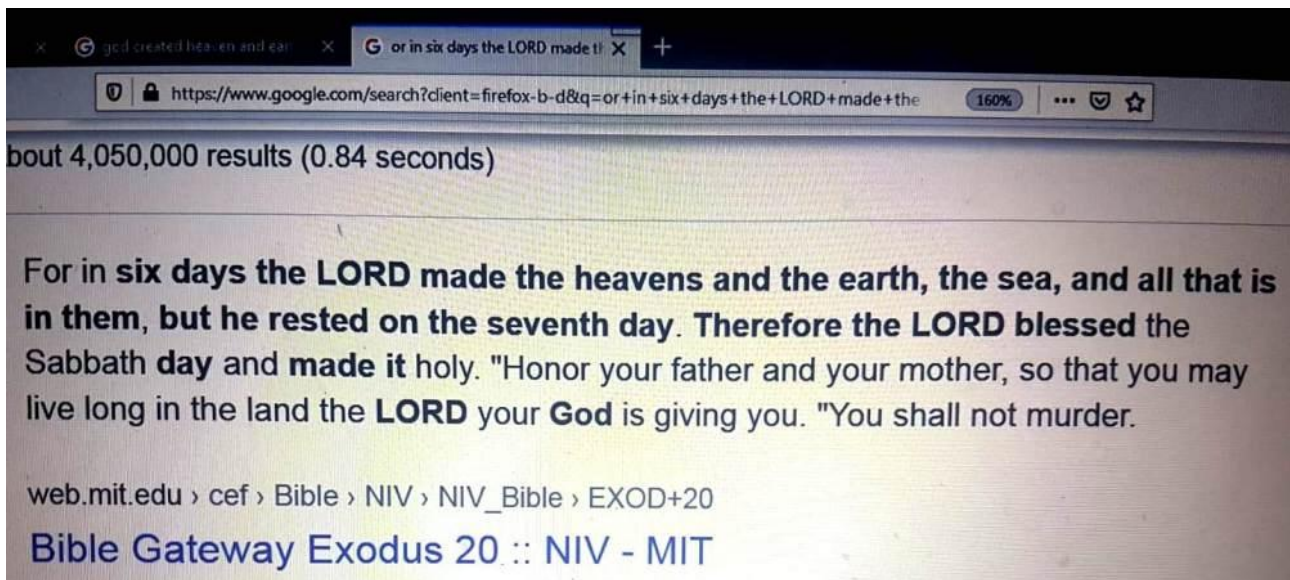 god created heaven and ear
or in six days the LORD made th
https://www.google.com/search?client=firefox-b-d&q=or+in+six+days+the+LORD+made+the 160%
bout 4,050,000 results (0.84 seconds)
For in six days the LORD made the heavens and the earth, the sea, and all that is
in them, but he rested on the seventh day. Therefore the LORD blessed the
Sabbath day and made it holy. "Honor your father and your mother, so that you may
live long in the land the LORD your God is giving you. "You shall not murder.
web.mit.edu › cef › Bible › NIV › NIV_Bible › EXOD+20
Bible Gateway Exodus 20 :: NIV - MIT